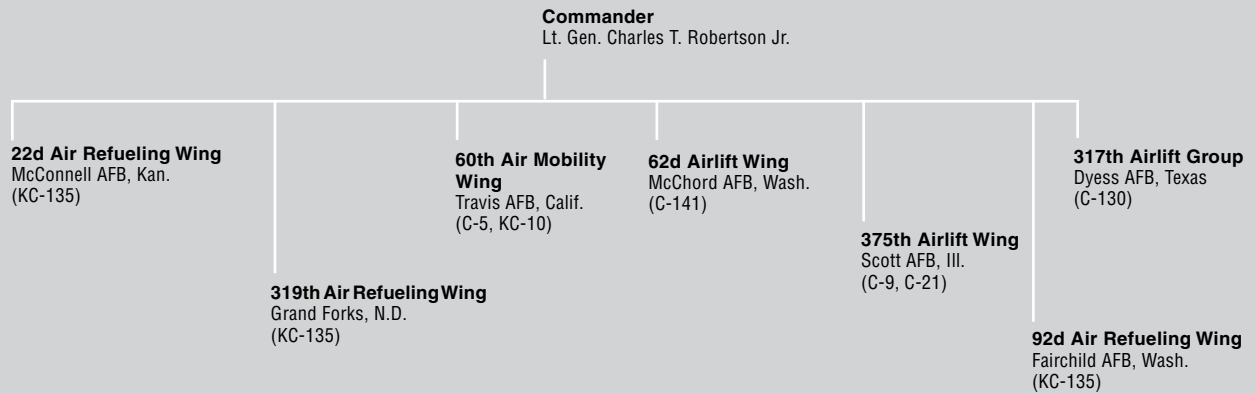 Commander
Lt. Gen. Charles T. Robertson Jr.
22d Air Refueling Wing
McConnell AFB, Kan.
(KC-135)
319th Air Refueling Wing
Grand Forks, N.D.
(KC-135)
60th Air Mobility
Wing
Travis AFB, Calif.
(C-5, KC-10)
62d Airlift Wing
McChord AFB, Wash.
(C-141)
375th Airlift Wing
Scott AFB, Ill.
(C-9, C-21)
92d Air Refueling Wing
Fairchild AFB, Wash.
(KC-135)
317th Airlift Group
Dyess AFB, Texas
(C-130)